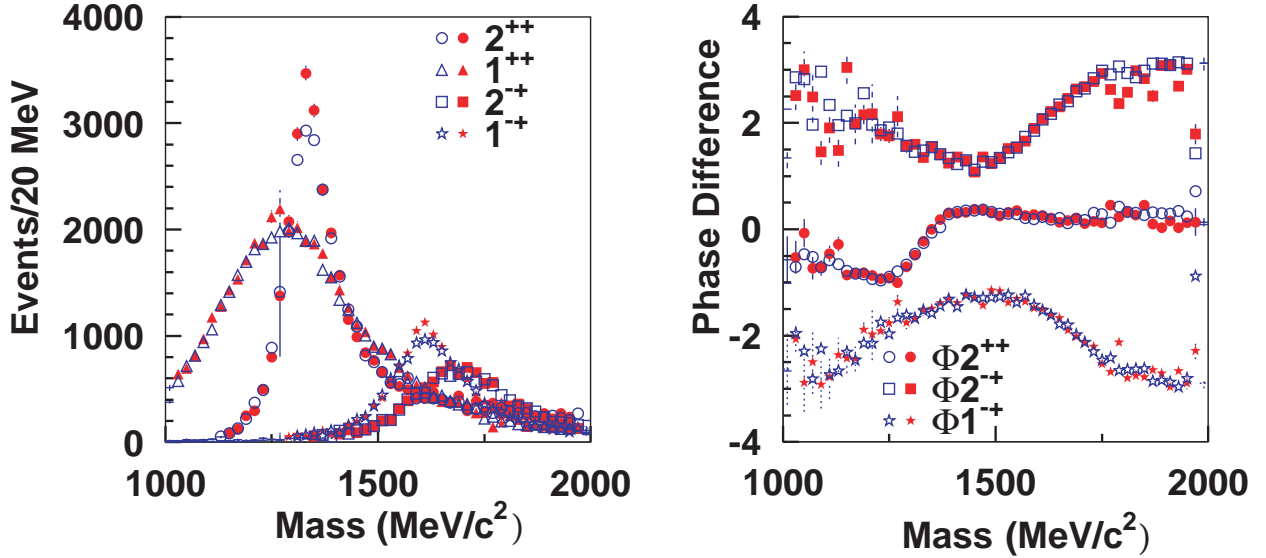 Events/20 MeV
4000
3000
2000
1000
0
2++
1++
2-+
1-+
1000 1500 2000
Mass (MeV/c2)
Phase Difference
4
2
0
-2
-4
Φ2++
Φ2-+
Φ1-+
1000 1500 2000
Mass (MeV/c2)